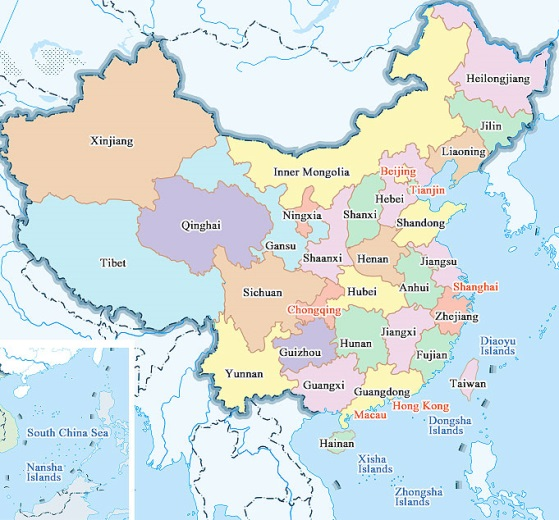 Heilongjiang
Jilin
Xinjiang
Liaoning
Inner Mongolia
Beijing
Tianjin
Hebei
Ningxia
Shanxi
Shandong
Qinghai
Gansu
Shaanxi
Henan
Jiangsu
Tibet
Sichuan
Hubei
Anhui
Shanghai
Chongqing
Zhejiang
Hunan
Jiangxi
Guizhou
Fujian
Diaoyu
Islands
Yunnan
Guangxi
Guangdong
Taiwan
Hong Kong
Macau
Dongsha
Islands
South China Sea
Hainan
Nansha
Islands
Xisha
Islands
Zhongsha
Islands